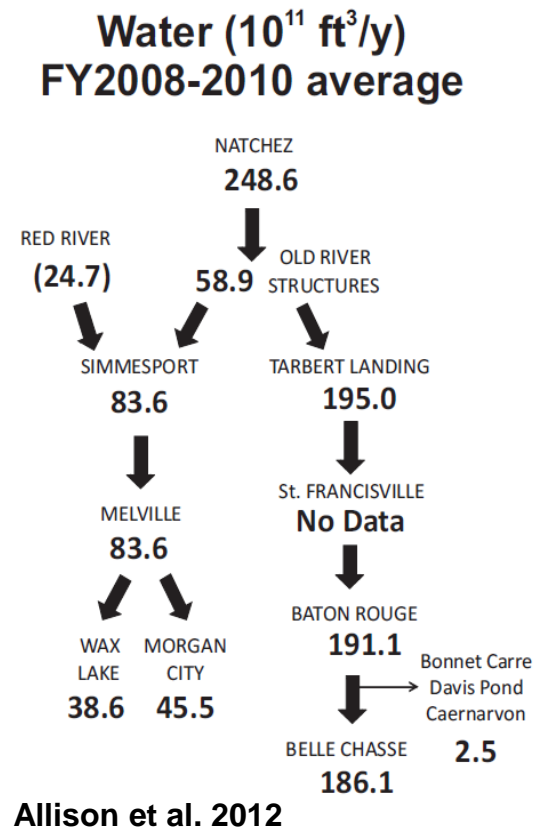 Water (10¹¹ ft³/y)
FY2008-2010 average
NATCHEZ
248.6
RED RIVER
(24.7)
58.9
OLD RIVER
STRUCTURES
SIMMESPORT
83.6
TARBERT LANDING
195.0
St. FRANCISVILLE
No Data
MELVILLE
83.6
BATON ROUGE
191.1
WAX
LAKE
38.6
MORGAN
CITY
45.5
Bonnet Carre
Davis Pond
Caernarvon
2.5
BELLE CHASSE
186.1
Allison et al. 2012